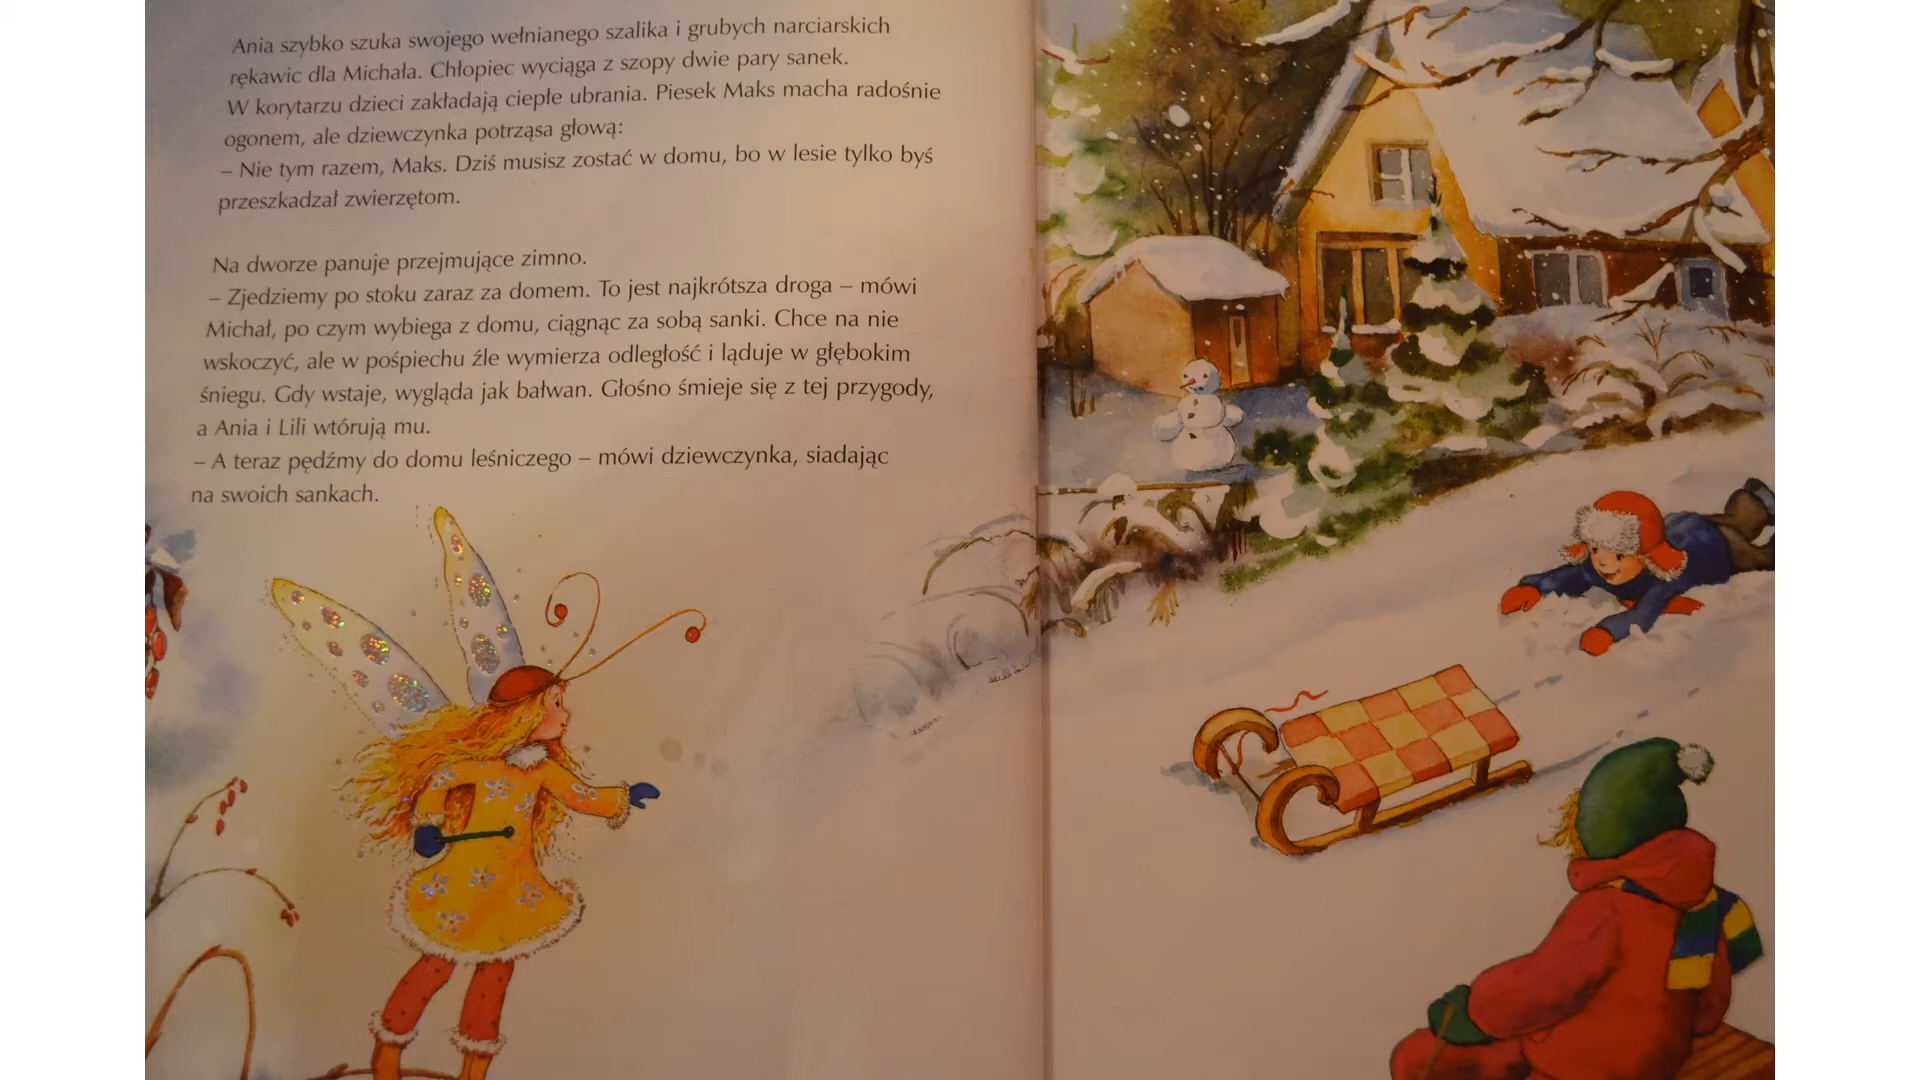 Ania szybko szuka swojego wełnianego szalika i grubych narciarskich
rękawic dla Michała. Chłopiec wyciąga z szopy dwie pary sanek.
W korytarzu dzieci zakładają ciepłe ubrania. Piesek Maks macha radośnie
ogonem, ale dziewczynka potrząsa głową:
– Nie tym razem, Maks. Dziś musisz zostać w domu, bo w lesie tylko byś
przeszkadzał zwierzętom.
Na dworze panuje przejmujące zimno.
– Zjedziemy po stoku zaraz za domem. To jest najkrótsza droga – mówi
Michał, po czym wybiega z domu, ciągnąc za sobą sanki. Chce na nie
wskoczyć, ale w pośpiechu źle wymierza odległość i ląduje w głębokim
śniegu. Gdy wstaje, wygląda jak bałwan. Głośno śmieje się z tej przygody,
a Ania i Lili wtórują mu.
– A teraz pędźmy do domu leśniczego – mówi dziewczynka, siadając
na swoich sankach.